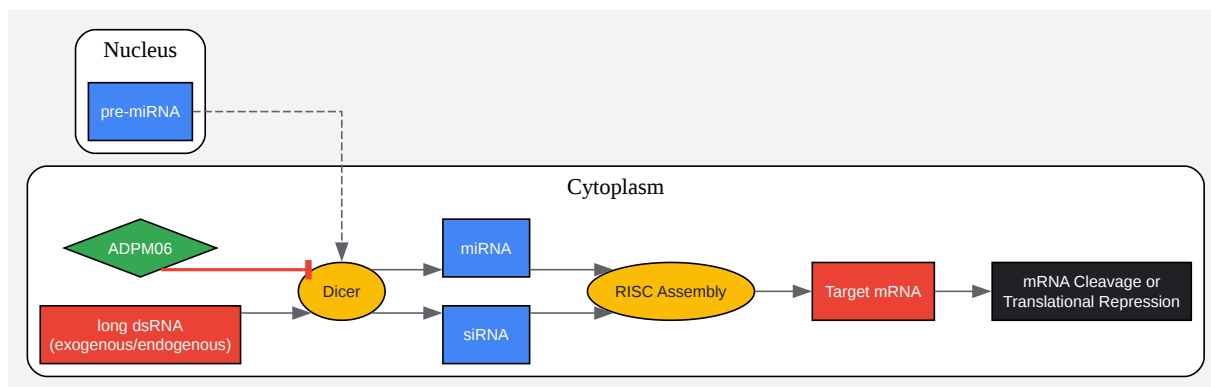 Nucleus
pre-miRNA
Cytoplasm
ADPM06
miRNA
Dicer
RISC Assembly
Target mRNA
mRNA Cleavage or
Translational Repression
long dsRNA
(exogenous/endogenous)
siRNA